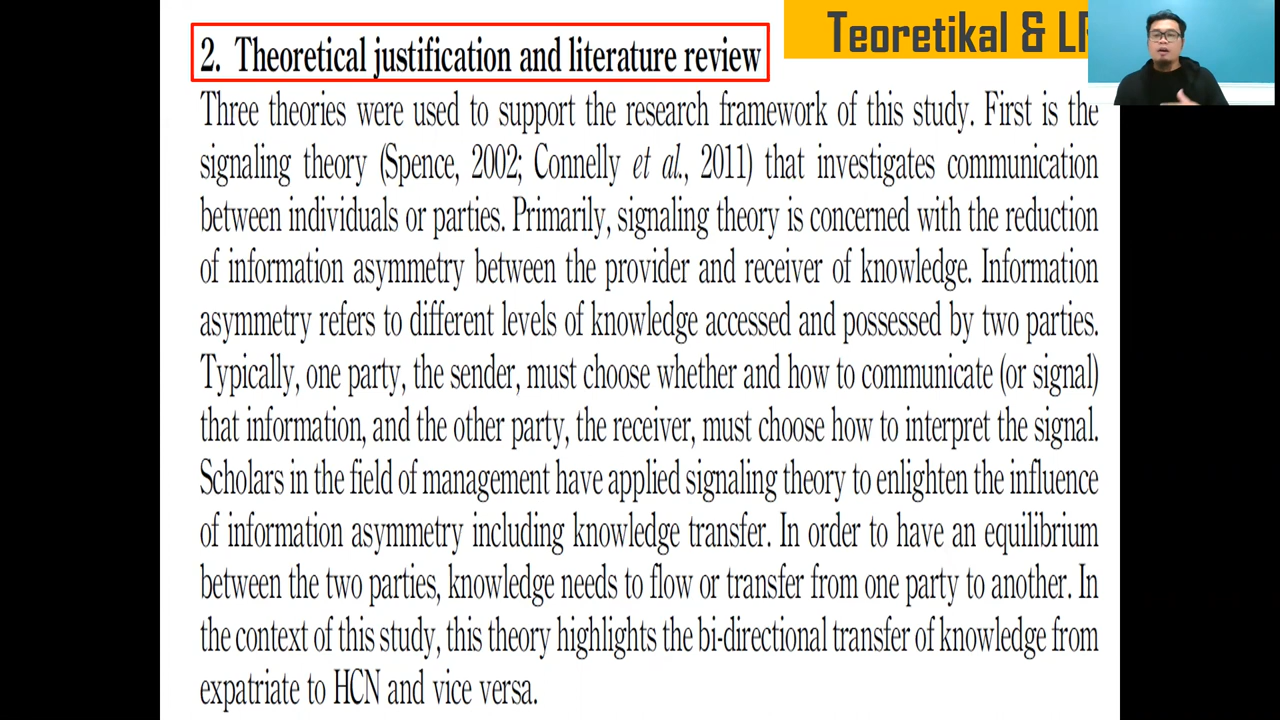 Teoretikal &
2. Theoretical justification and literature review
Three theories were used to support the research framework of this study. First is the
signaling theory (Spence, 2002; Connelly et al., 2011) that investigates communication
between individuals or parties. Primarily, signaling theory is concerned with the reduction
of information asymmetry between the provider and receiver of knowledge. Information
asymmetry refers to different levels of knowledge accessed and possessed by two parties.
Typically, one party, the sender, must choose whether and how to communicate (or signal)
that information, and the other party, the receiver, must choose how to interpret the signal.
Scholars in the field of management have applied signaling theory to enlighten the influence
of information asymmetry including knowledge transfer. In order to have an equilibrium
between the two parties, knowledge needs to flow or transfer from one party to another. In
the context of this study, this theory highlights the bi-directional transfer of knowledge from
expatriate to HCN and vice versa.